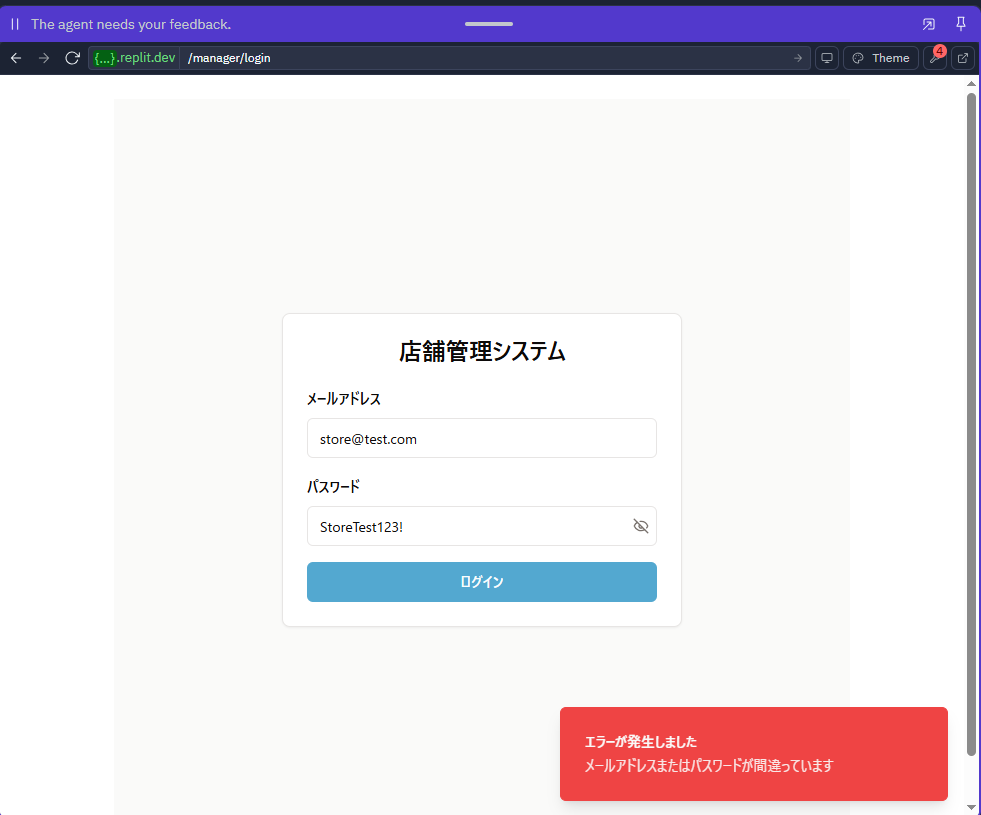 The agent needs your feedback.
{...}.replit.dev /manager/login Theme 4
店舗管理システム
メールアドレス
store@test.com
パスワード
StoreTest123!
ログイン
エラーが発生しました
メールアドレスまたはパスワードが間違っています